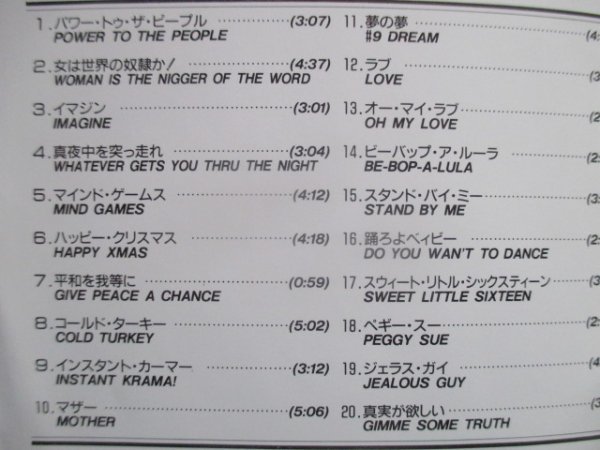 1. パワー・トゥ・ザ・ピープル (3:07)
POWER TO THE PEOPLE
2. 女は世界の奴隷か! (4:37)
WOMAN IS THE NIGGER OF THE WORD
3. イマジン (3:01)
IMAGINE
4. 真夜中を突っ走れ (3:04)
WHATEVER GETS YOU THRU THE NIGHT
5. マインド・ゲームス (4:12)
MIND GAMES
6. ハッピー・クリスマス (4:18)
HAPPY XMAS
7. 平和を我等に (0:59)
GIVE PEACE A CHANCE
8. コールド・ターキー (5:02)
COLD TURKEY
9. インスタント・カーマー (3:12)
INSTANT KRAMA!
10. マザー (5:06)
MOTHER
11. 夢の夢 (4:
#9 DREAM
12. ラブ (3:
LOVE
13. オー・マイ・ラブ (2:
OH MY LOVE
14. ビーバップ・ア・ルーラ (2:
BE-BOP-A-LULA
15. スタンド・バイ・ミー (3:
STAND BY ME
16. 踊ろよベイビー (2:
DO YOU WAN'T TO DANCE
17. スウィート・リトル・シックスティーン (3
SWEET LITTLE SIXTEEN
18. ペギー・スー (2:
PEGGY SUE
19. ジェラス・ガイ (4:
JEALOUS GUY
20. 真実が欲しい (3:
GIMME SOME TRUTH